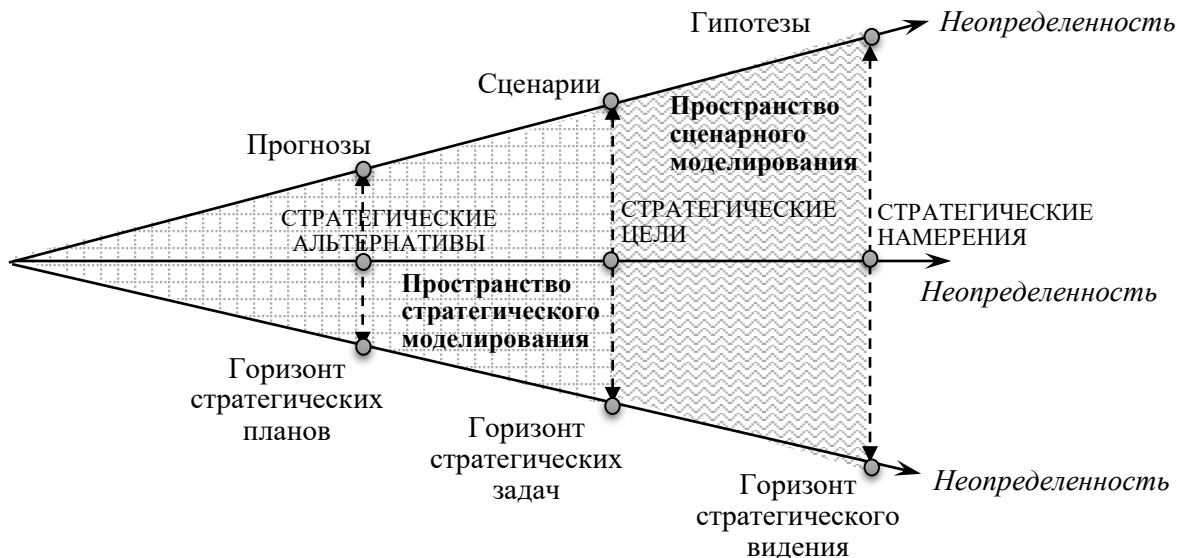 Гипотезы
Неопределенность
Сценарии
Пространство
сценарного
моделирования
Прогнозы
СТРАТЕГИЧЕСКИЕ
АЛЬТЕРНАТИВЫ
СТРАТЕГИЧЕСКИЕ
ЦЕЛИ
СТРАТЕГИЧЕСКИЕ
НАМЕРЕНИЯ
Неопределенность
Пространство
стратегического
моделирования
Горизонт
стратегических
планов
Горизонт
стратегических
задач
Горизонт
стратегического
видения
Неопределенность